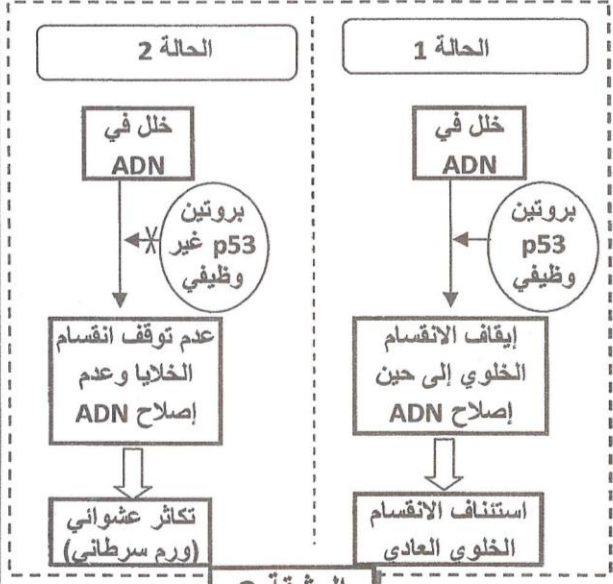 الحالة 1
خلل في
ADN
بروتين
p53
وظيفي
إيقاف الانقسام
الخلوي إلى حين
إصلاح ADN
استئناف الانقسام
الخلوي العادي
الحالة 2
خلل في
ADN
بروتين
p53 غير
وظيفي
عدم توقف انقسام
الخلايا وعدم
إصلاح ADN
تكاثر عشوائي
(ورم سرطاني)